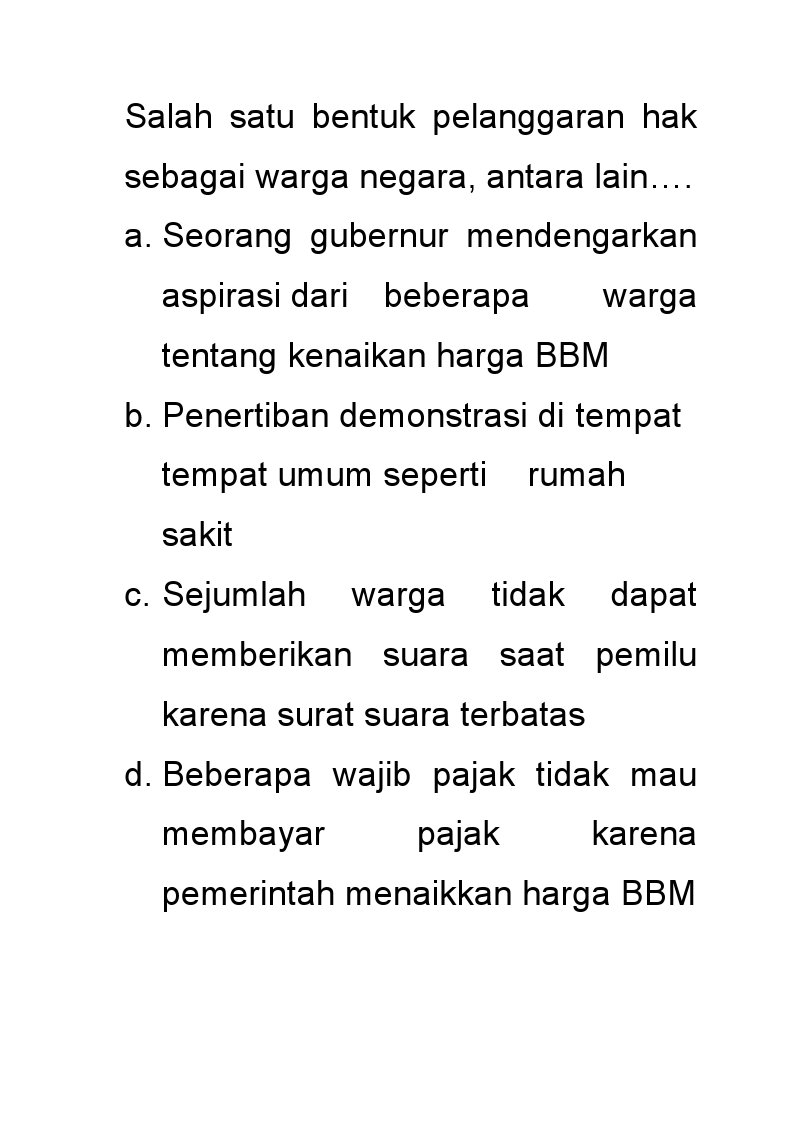 Salah satu bentuk pelanggaran hak
sebagai warga negara, antara lain….
a. Seorang gubernur mendengarkan
aspirasi dari beberapa warga
tentang kenaikan harga BBM
b. Penertiban demonstrasi di tempat
tempat umum seperti rumah
sakit
c. Sejumlah warga tidak dapat
memberikan suara saat pemilu
karena surat suara terbatas
d. Beberapa wajib pajak tidak mau
membayar pajak karena
pemerintah menaikkan harga BBM